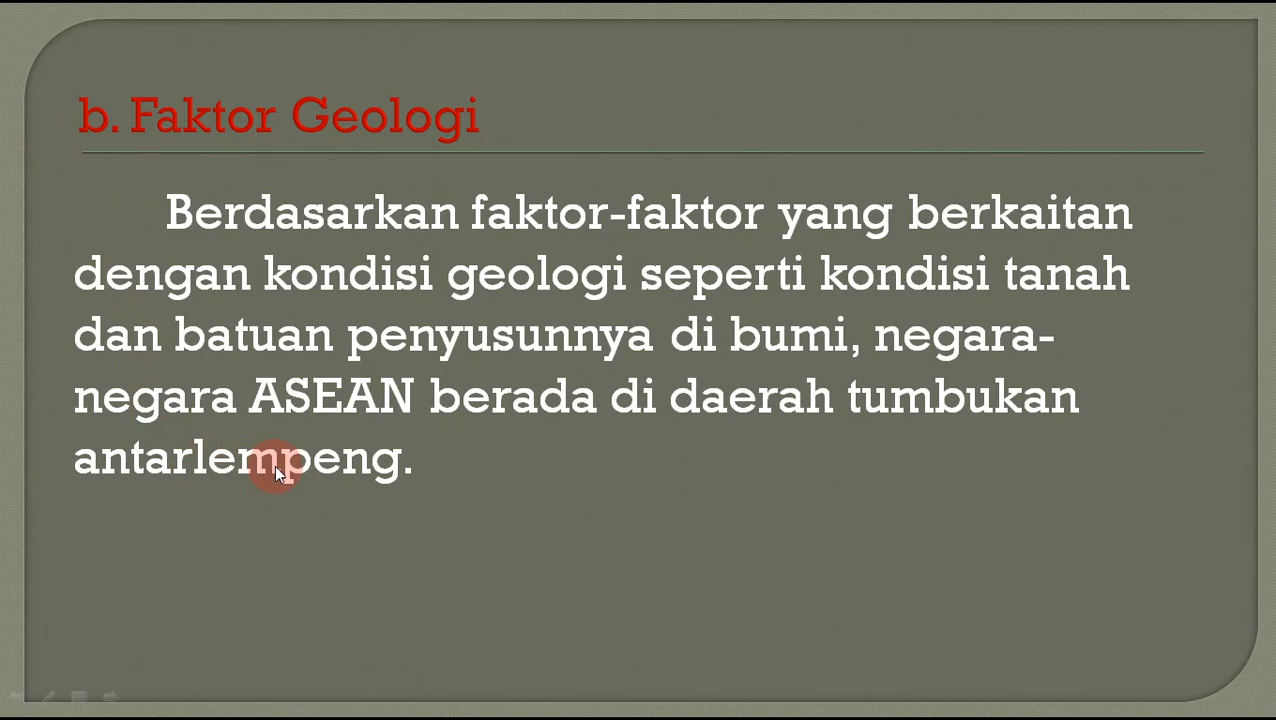 b. Faktor Geologi
Berdasarkan faktor-faktor yang berkaitan
dengan kondisi geologi seperti kondisi tanah
dan batuan penyusunnya di bumi, negara-
negara ASEAN berada di daerah tumbukan
antarlempeng.